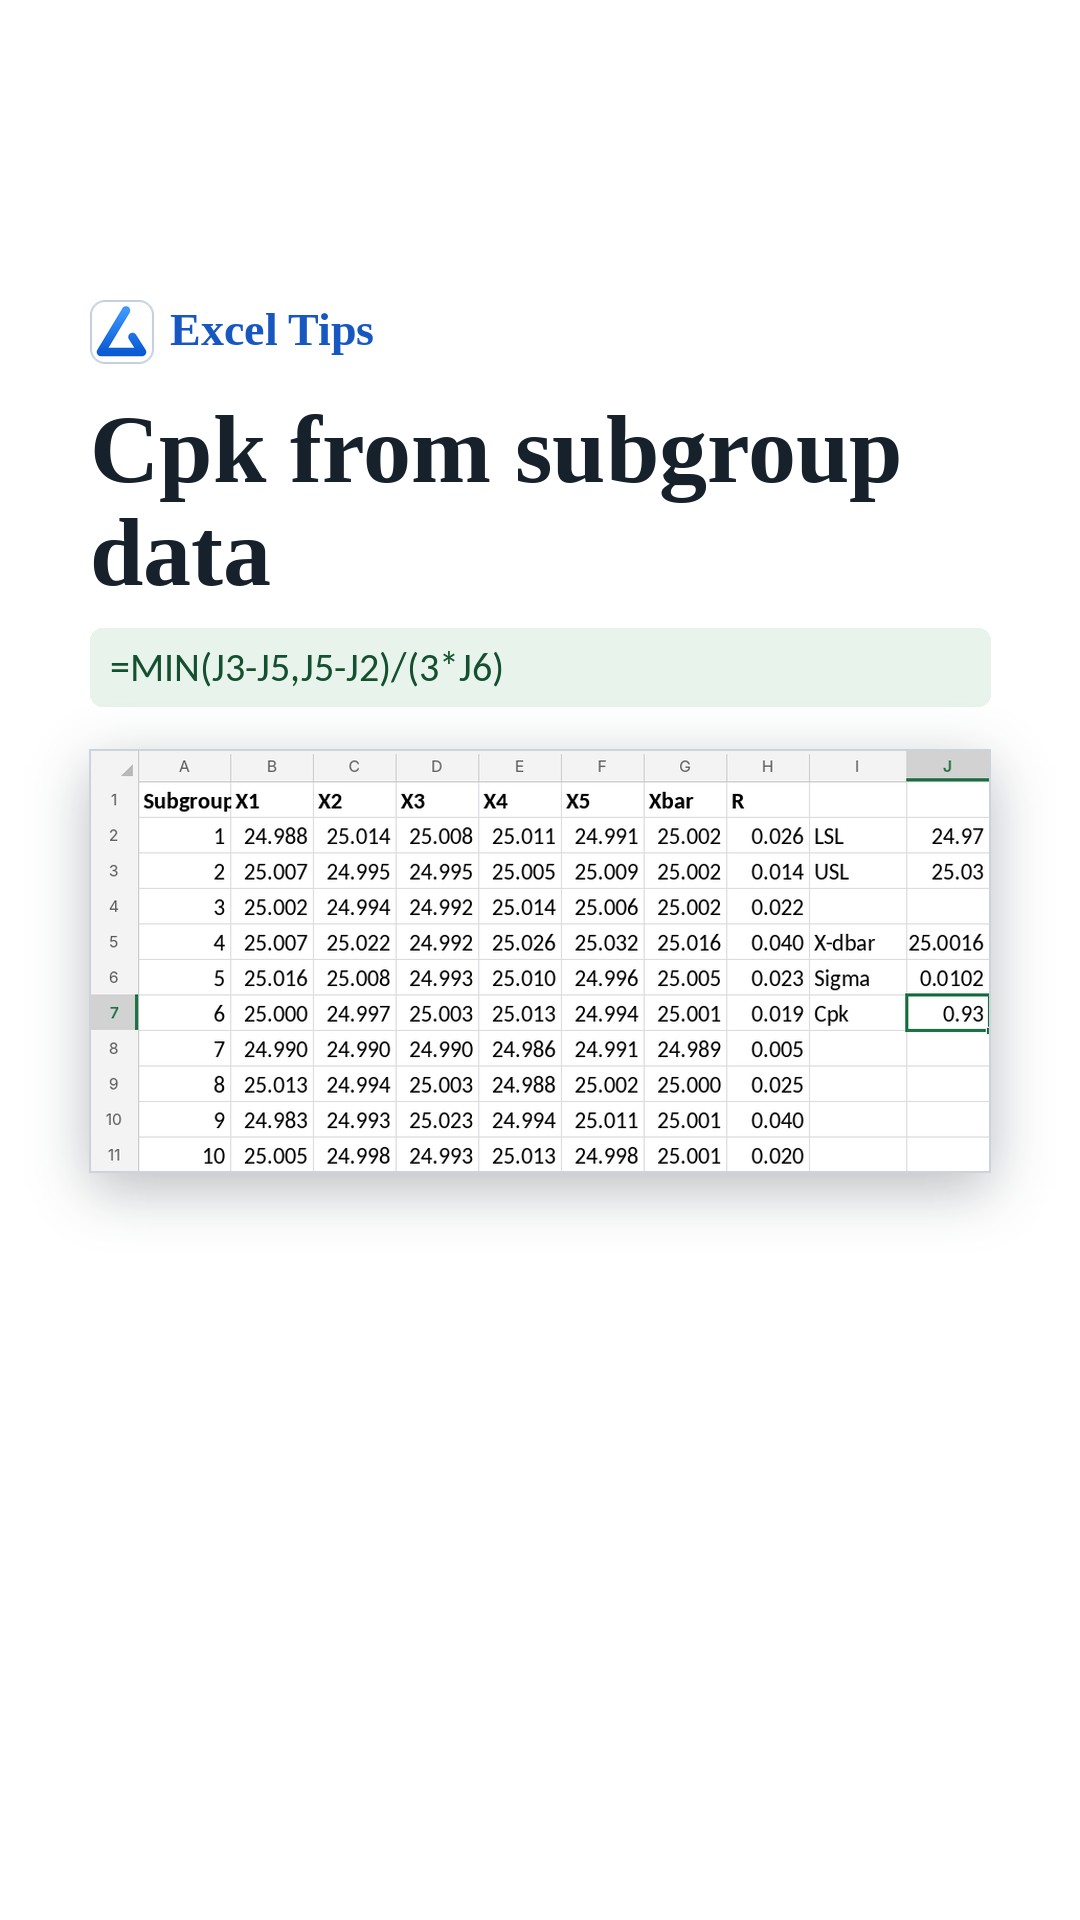 Excel Tips
Cpk from subgroup
data
=MIN(J3-J5,J5-J2)/(3*J6)
A B C D E F G H I J
1 Subgroup X1 X2 X3 X4 X5 Xbar R
2 1 24.988 25.014 25.008 25.011 24.991 25.002 0.026 LSL 24.97
3 2 25.007 24.995 24.995 25.005 25.009 25.002 0.014 USL 25.03
4 3 25.002 24.994 24.992 25.014 25.006 25.002 0.022
5 4 25.007 25.022 24.992 25.026 25.032 25.016 0.040 X-dbar 25.0016
6 5 25.016 25.008 24.993 25.010 24.996 25.005 0.023 Sigma 0.0102
7 6 25.000 24.997 25.003 25.013 24.994 25.001 0.019 Cpk 0.93
8 7 24.990 24.990 24.990 24.986 24.991 24.989 0.005
9 8 25.013 24.994 25.003 24.988 25.002 25.000 0.025
10 9 24.983 24.993 25.023 24.994 25.011 25.001 0.040
11 10 25.005 24.998 24.993 25.013 24.998 25.001 0.020